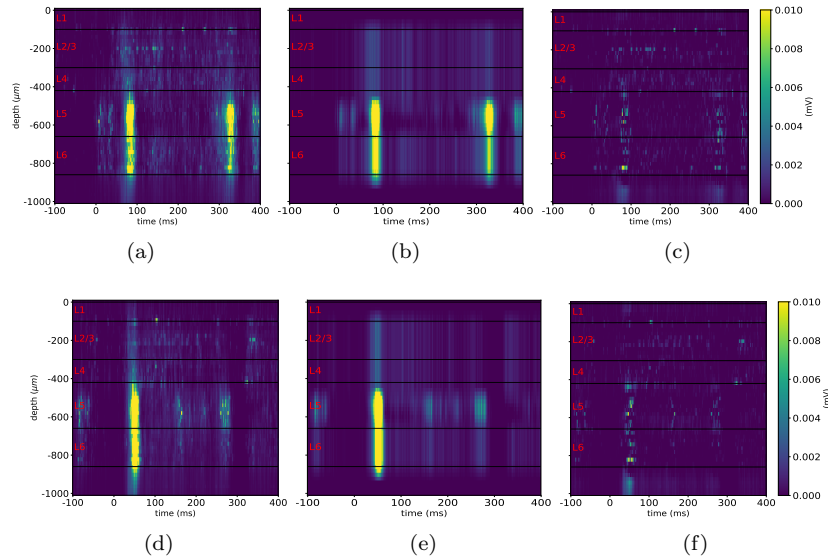 L1
L2/3
L4
L5
L6
0
-200
-400
-600
-800
-1000
depth (μm)
-100 0 100 200 300 400
time (ms)
(a)
L1
L2/3
L4
L5
L6
-100 0 100 200 300 400
time (ms)
(b)
L1
L2/3
L4
L5
L6
-100 0 100 200 300 400
time (ms)
(c)
0.010
0.008
0.006
0.004
0.002
0.000
(mV)
L1
L2/3
L4
L5
L6
0
-200
-400
-600
-800
-1000
depth (μm)
-100 0 100 200 300 400
time (ms)
(d)
L1
L2/3
L4
L5
L6
-100 0 100 200 300 400
time (ms)
(e)
L1
L2/3
L4
L5
L6
-100 0 100 200 300 400
time (ms)
(f)
0.010
0.008
0.006
0.004
0.002
0.000
(mV)